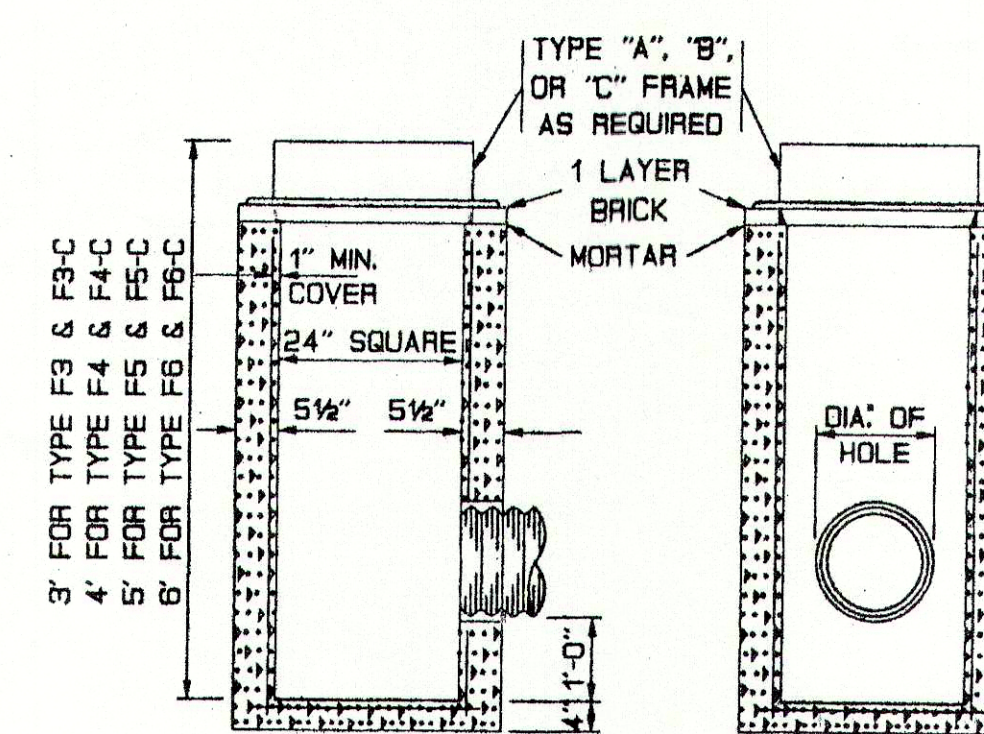 TYPE "A", "B",
OR "C" FRAME
AS REQUIRED
1 LAYER
BRICK
MORTAR
1" MIN.
COVER
24" SQUARE
5½" 5½"
DIA. OF
HOLE
1'-0"
4"
3' FOR TYPE F3 & F3-C
4' FOR TYPE F4 & F4-C
5' FOR TYPE F5 & F5-C
6' FOR TYPE F6 & F6-C